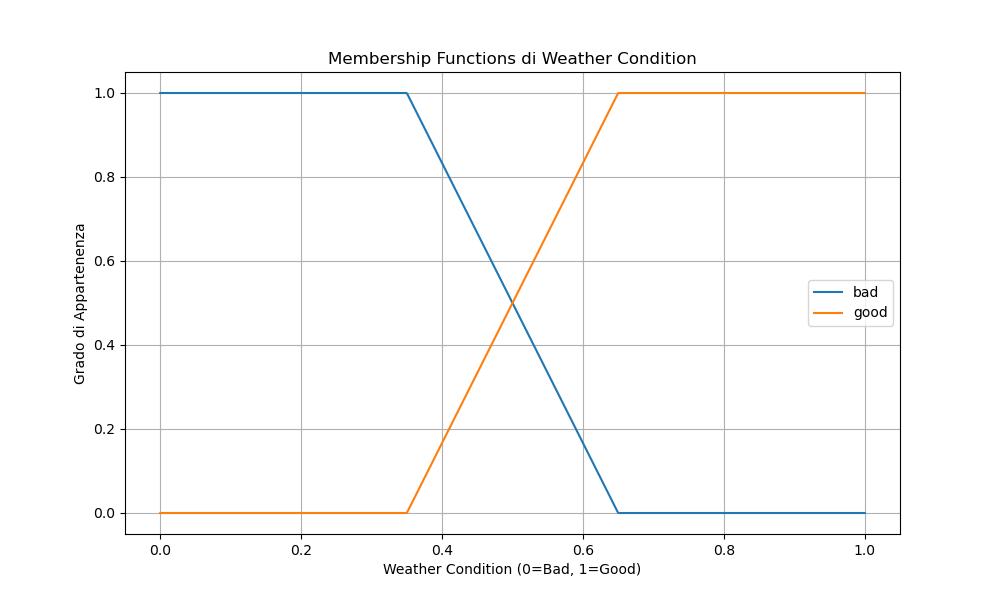 Membership Functions di Weather Condition
1.0
0.8
0.6
0.4
0.2
0.0
Grado di Appartenenza
bad
good
0.0 0.2 0.4 0.6 0.8 1.0
Weather Condition (0=Bad, 1=Good)